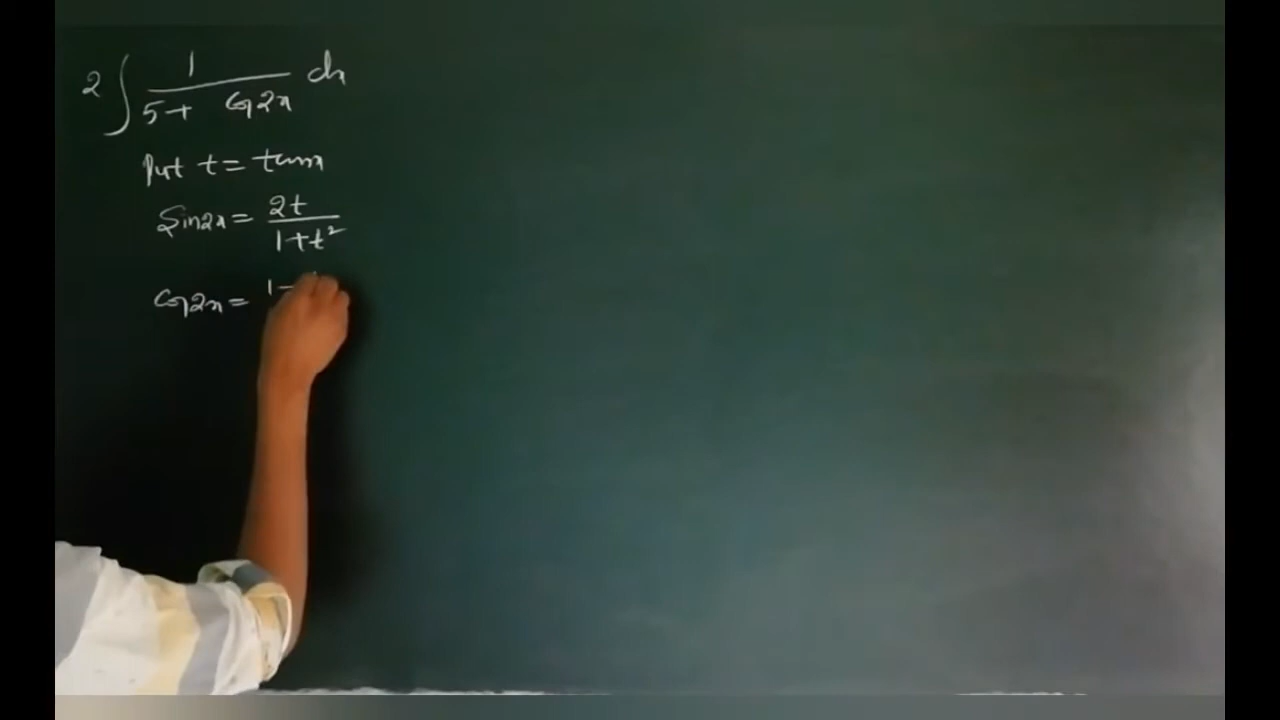 2 ∫ 1 / (5 + cos2x) dx
Put t = tanx
Sin2x = 2t / (1+t²)
Cos2x = 1-